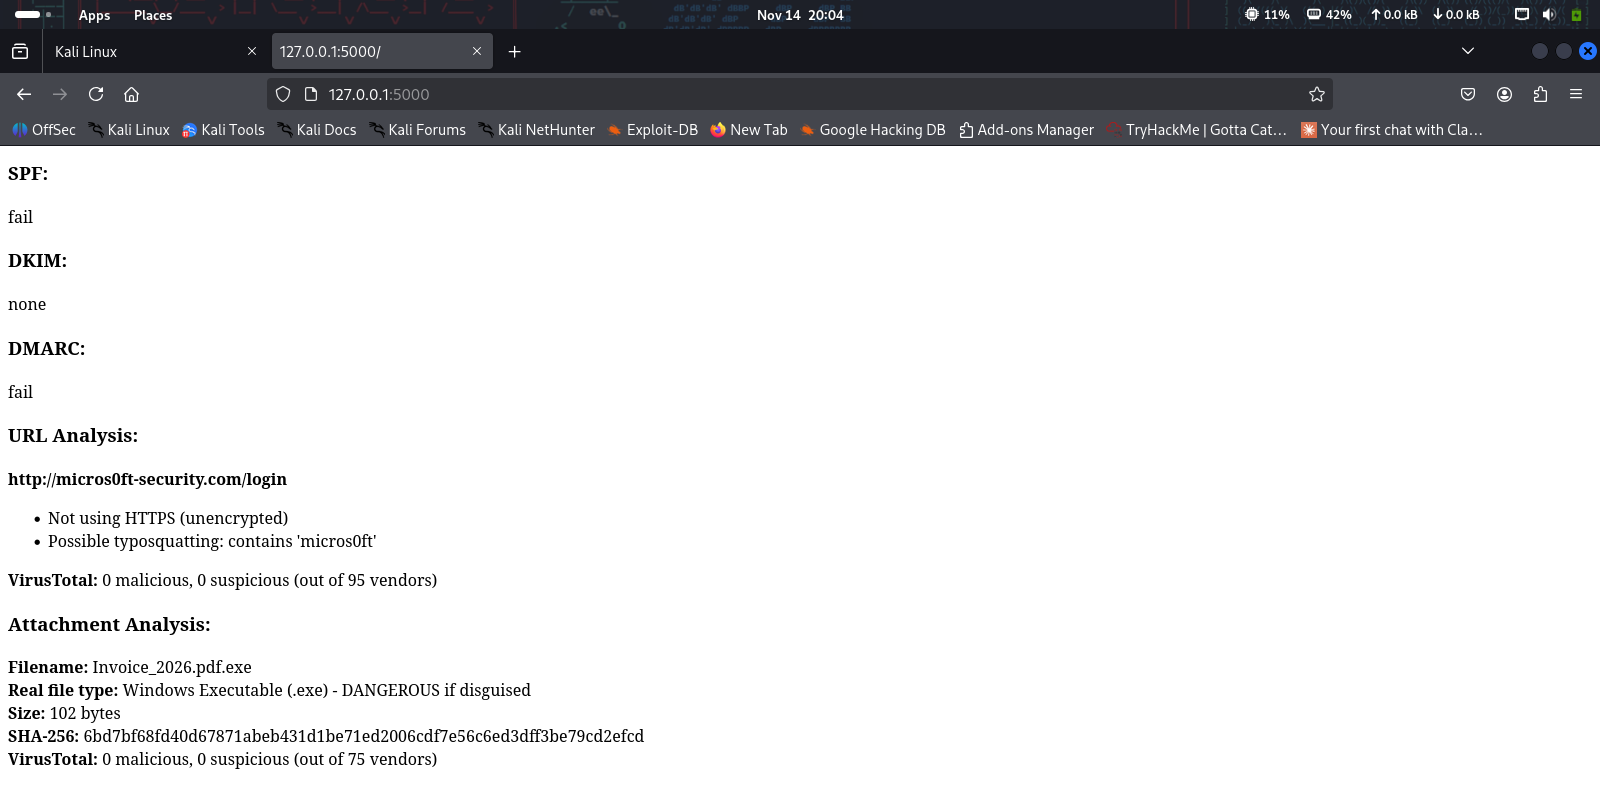 Apps Places Nov 14 20:04 11% 42% 0.0 kB 0.0 kB
Kali Linux 127.0.0.1:5000/
127.0.0.1:5000
OffSec Kali Linux Kali Tools Kali Docs Kali Forums Kali NetHunter Exploit-DB New Tab Google Hacking DB Add-ons Manager TryHackMe | Gotta Cat… Your first chat with Cla…
SPF:
fail
DKIM:
none
DMARC:
fail
URL Analysis:
http://micros0ft-security.com/login
• Not using HTTPS (unencrypted)
• Possible typosquatting: contains 'micros0ft'
VirusTotal: 0 malicious, 0 suspicious (out of 95 vendors)
Attachment Analysis:
Filename: Invoice_2026.pdf.exe
Real file type: Windows Executable (.exe) - DANGEROUS if disguised
Size: 102 bytes
SHA-256: 6bd7bf68fd40d67871abeb431d1be71ed2006cdf7e56c6ed3dff3be79cd2efcd
VirusTotal: 0 malicious, 0 suspicious (out of 75 vendors)